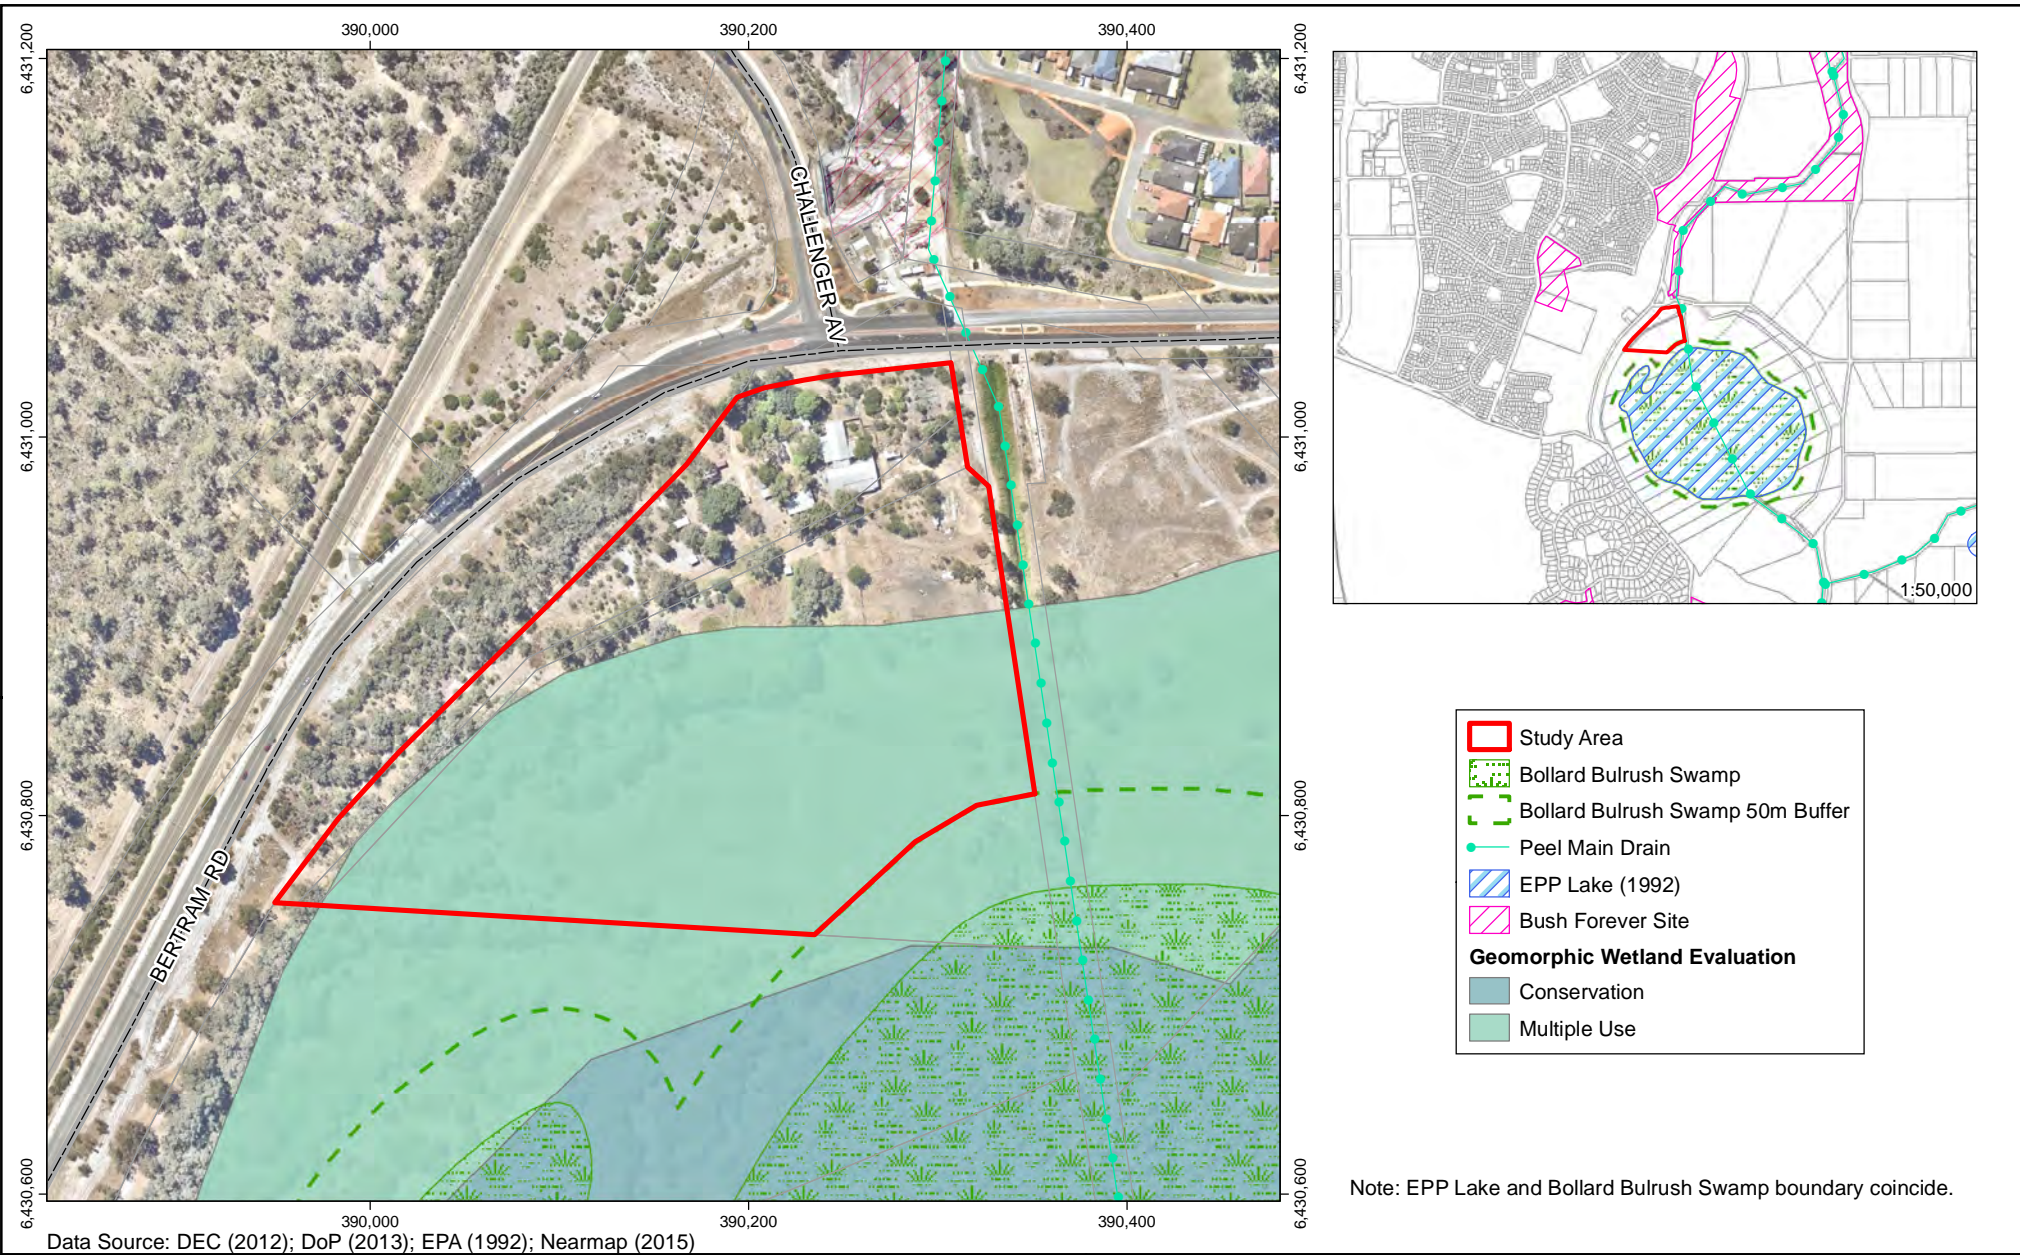 390,000
390,200
390,400
6,431,200
6,431,200
CHALLENGER AV
6,431,000
6,431,000
1:50,000
Study Area
Bollard Bulrush Swamp
Bollard Bulrush Swamp 50m Buffer
Peel Main Drain
EPP Lake (1992)
Bush Forever Site
Geomorphic Wetland Evaluation
Conservation
Multiple Use
6,430,800
6,430,800
BERTRAM RD
6,430,600
6,430,600
Note: EPP Lake and Bollard Bulrush Swamp boundary coincide.
390,000
390,200
390,400
Data Source: DEC (2012); DoP (2013); EPA (1992); Nearmap (2015)